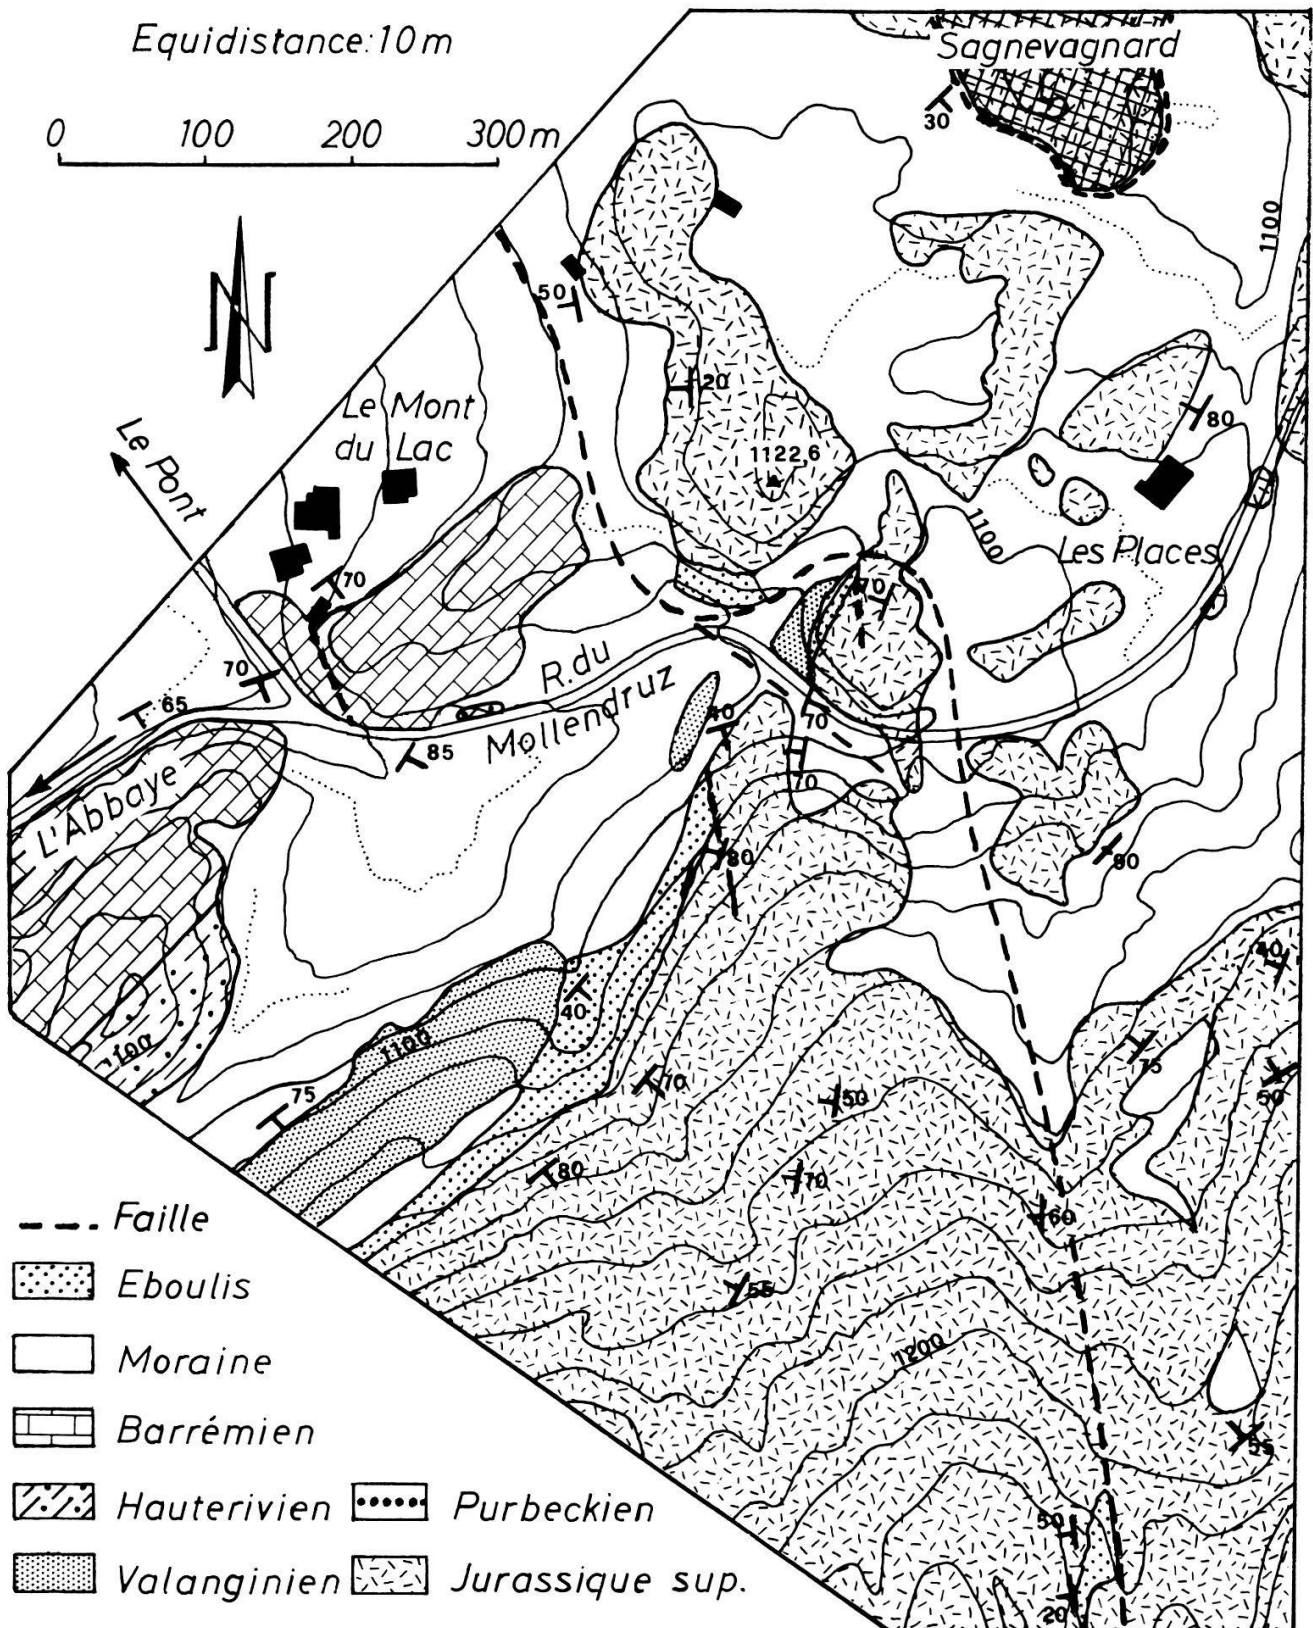 Equidistance: 10 m
0 100 200 300 m
N
Sagnevagnard
30
1100
50
20
Le Mont
du Lac
1122,6
80
Le Pont
1100
Les Places
70
70
70
65
R. du
Mollendruz
40
70
85
70
L'Abbaye
80
80
40
40
1100
1100
75
75
70
50
50
80
70
60
55
1200
55
50
20
Faille
Eboulis
Moraine
Barrémien
Hauterivien
Purbeckien
Valanginien
Jurassique sup.